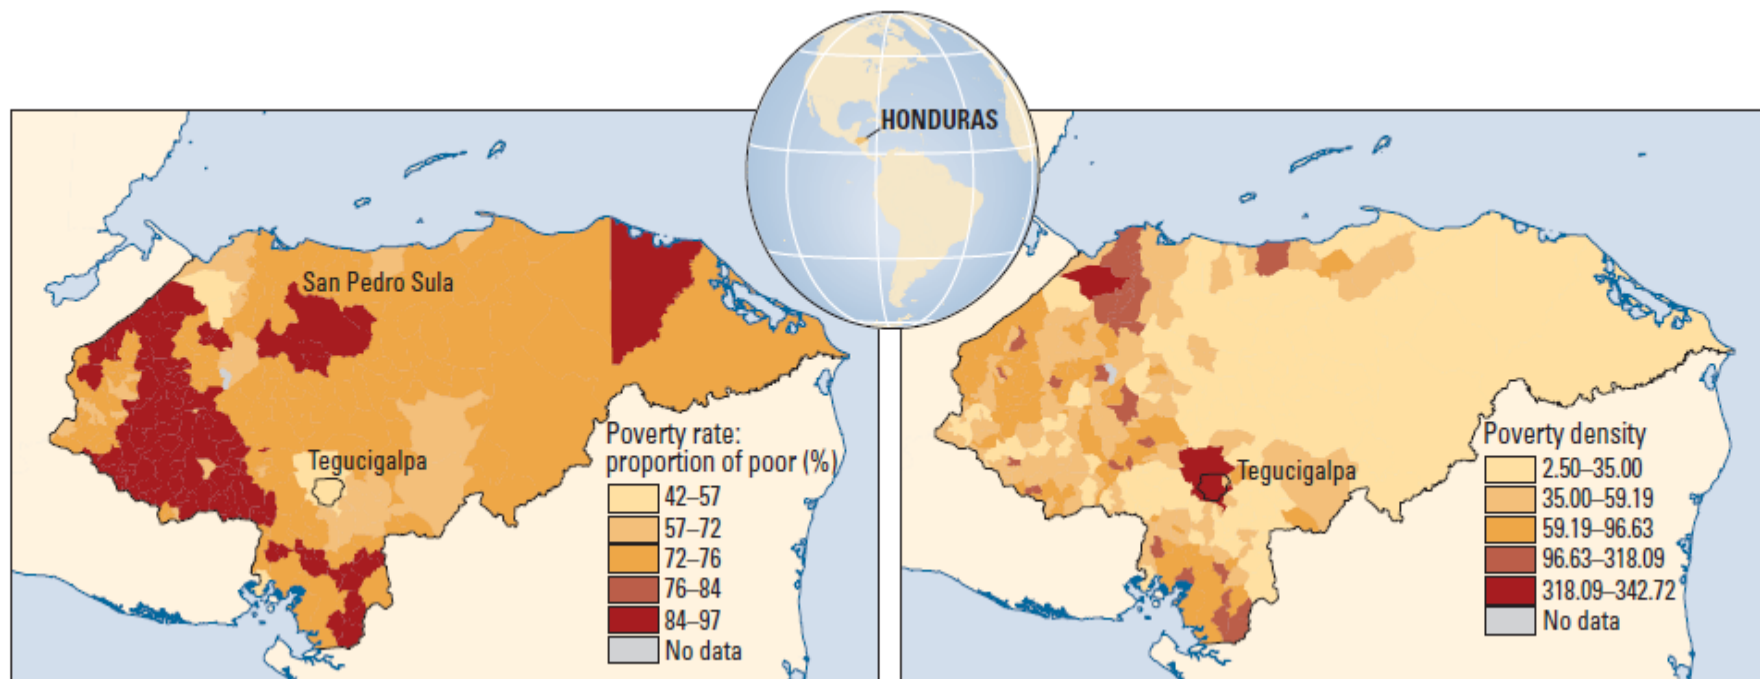 HONDURAS
San Pedro Sula
Tegucigalpa
Poverty rate:
proportion of poor (%)
42–57
57–72
72–76
76–84
84–97
No data
Tegucigalpa
Poverty density
2.50–35.00
35.00–59.19
59.19–96.63
96.63–318.09
318.09–342.72
No data